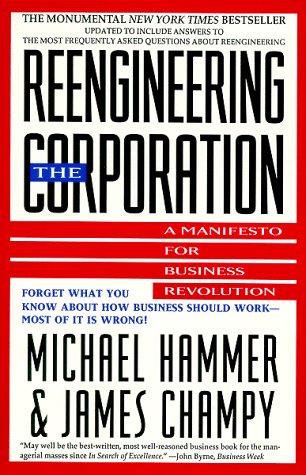 THE MONUMENTAL NEW YORK TIMES BESTSELLER
UPDATED TO INCLUDE ANSWERS TO
THE MOST FREQUENTLY ASKED QUESTIONS ABOUT REENGINEERING
REENGINEERING
THE
CORPORATION
A MANIFESTO
FOR
BUSINESS
REVOLUTION
FORGET WHAT YOU
KNOW ABOUT HOW BUSINESS SHOULD WORK—
MOST OF IT IS WRONG!
MICHAEL HAMMER
& JAMES CHAMPY
"May well be the best-written, most well-reasoned business book for the man-
agerial masses since In Search of Excellence." —John Byrne, Business Week